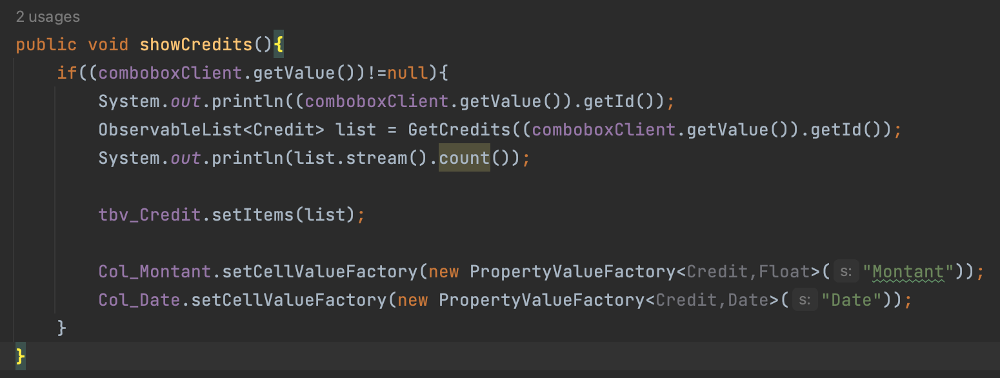 2 usages
public void showCredits(){
if((comboboxClient.getValue())!=null){
System.out.println((comboboxClient.getValue()).getId());
ObservableList<Credit> list = GetCredits((comboboxClient.getValue()).getId());
System.out.println(list.stream().count());
tbv_Credit.setItems(list);
Col_Montant.setCellValueFactory(new PropertyValueFactory<Credit,Float>( s: "Montant"));
Col_Date.setCellValueFactory(new PropertyValueFactory<Credit,Date>( s: "Date"));
}
}